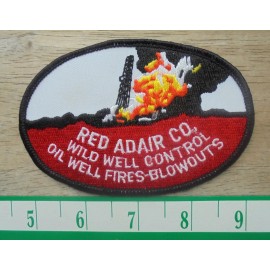 RED ADAIR CO.
WILD WELL CONTROL
OIL WELL FIRES-BLOWOUTS
5 6 7 8 9